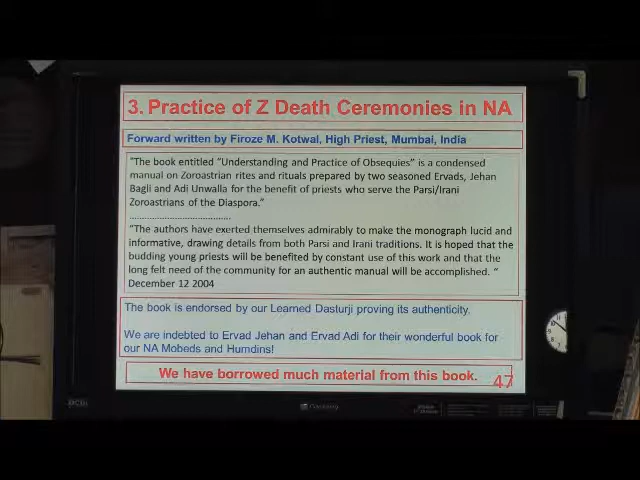 3. Practice of Z Death Ceremonies in NA
Forward written by Firoze M. Kotwal, High Priest, Mumbai, India
"The book entitled "Understanding and Practice of Obsequies" is a condensed
manual on Zoroastrian rites and rituals prepared by two seasoned Ervads, Jehan
Bagli and Adi Unwalla for the benefit of priests who serve the Parsi/Irani
Zoroastrians of the Diaspora."
......................................
"The authors have exerted themselves admirably to make the monograph lucid and
informative, drawing details from both Parsi and Irani traditions. It is hoped that the
budding young priests will be benefited by constant use of this work and that the
long felt need of the community for an authentic manual will be accomplished. "
December 12 2004
The book is endorsed by our Learned Dasturji proving its authenticity.
We are indebted to Ervad Jehan and Ervad Adi for their wonderful book for
our NA Mobeds and Humdins!
We have borrowed much material from this book.
47